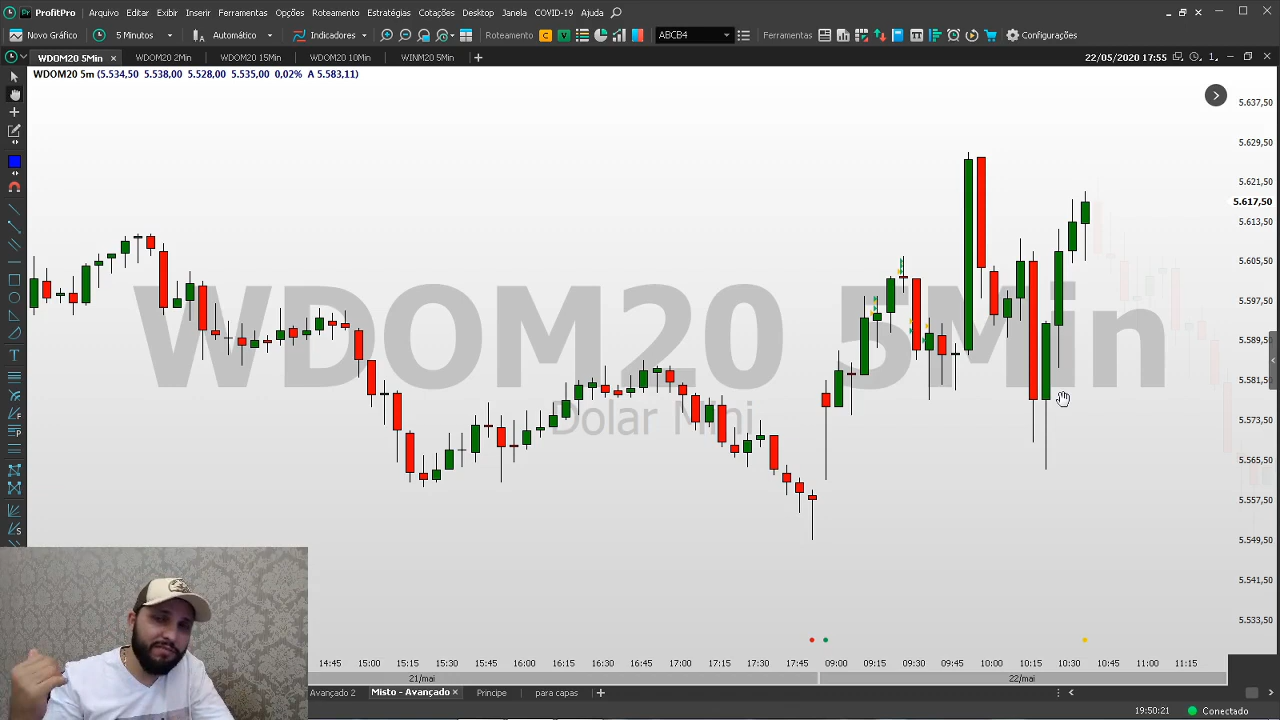 ProfitPro Arquivo Editar Exibir Inserir Ferramentas Opções Roteamento Estratégias Cotações Desktop Janela COVID-19 Ajuda
Novo Gráfico 5 Minutos Automático Indicadores Roteamento C V ABCB4 Ferramentas Configurações
WDOM20 5Min WDOM20 2Min WDOM20 15Min WDOM20 10Min WINM20 5Min 22/05/2020 17:55 1
WDOM20 5m (5.534,50 5.538,00 5.528,00 5.535,00 0,02% A 5.583,11)
5.637,50
5.629,50
5.621,50
5.617,50
5.613,50
5.605,50
5.597,50
5.589,50
5.581,50
5.573,50
5.565,50
5.557,50
5.549,50
5.541,50
5.533,50
WDOM20 5Min
Dolar Mini
14:45 15:00 15:15 15:30 15:45 16:00 16:15 16:30 16:45 17:00 17:15 17:30 17:45 09:00 09:15 09:30 09:45 10:00 10:15 10:30 10:45 11:00 11:15
21/mai 22/mai
Avançado 2 Misto - Avançado Principe para capas
19:50:21 Conectado